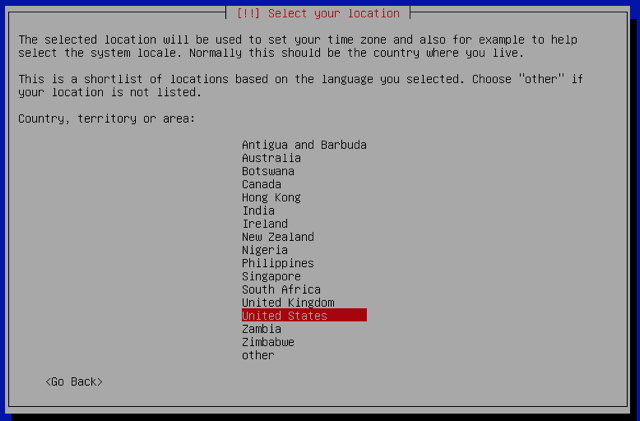 [!!] Select your location
The selected location will be used to set your time zone and also for example to help
select the system locale. Normally this should be the country where you live.
This is a shortlist of locations based on the language you selected. Choose "other" if
your location is not listed.
Country, territory or area:
Antigua and Barbuda
Australia
Botswana
Canada
Hong Kong
India
Ireland
New Zealand
Nigeria
Philippines
Singapore
South Africa
United Kingdom
United States
Zambia
Zimbabwe
other
<Go Back>